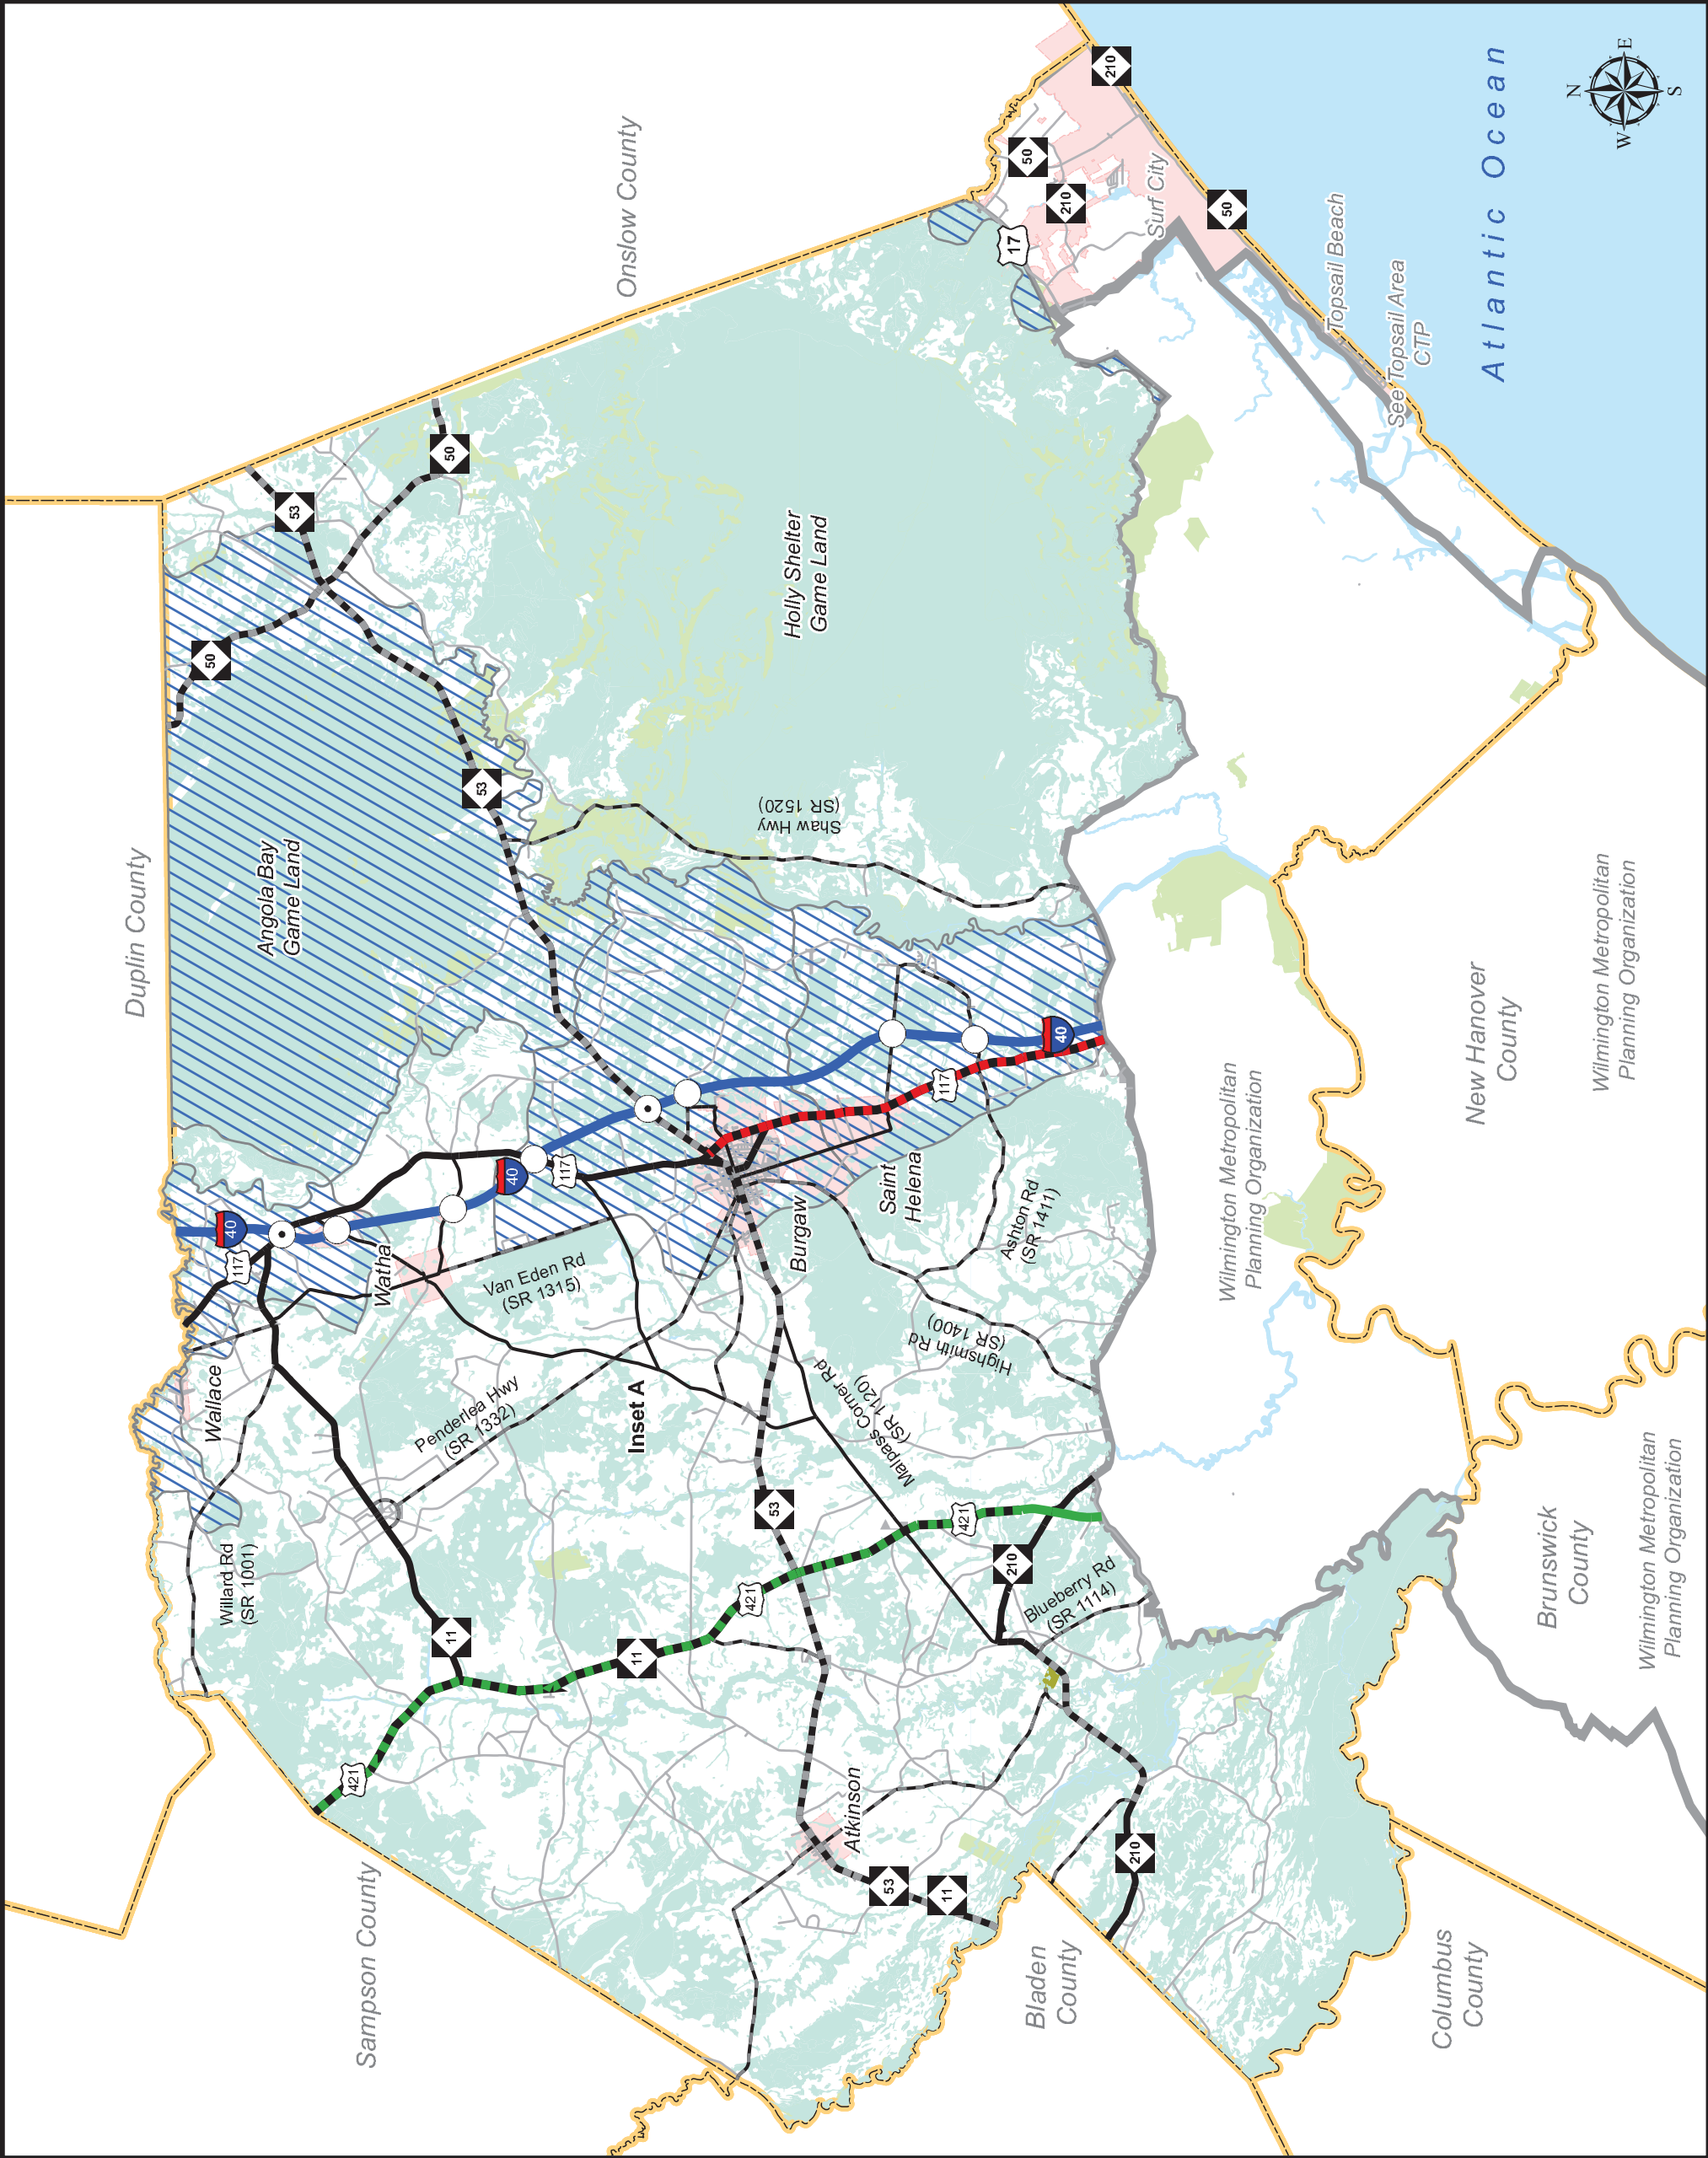 Duplin County
Onslow County
Sampson County
Bladen
County
Columbus
County
Brunswick
County
New Hanover
County
Wilmington Metropolitan
Planning Organization
Wilmington Metropolitan
Planning Organization
Wilmington Metropolitan
Planning Organization
Atlantic Ocean
N
E
S
W
Angola Bay
Game Land
Holly Shelter
Game Land
Surf City
Topsail Beach
See Topsail Area
CTP
Shaw Hwy
(SR 1520)
Wallace
Watha
Burgaw
Saint
Helena
Atkinson
Inset A
Willard Rd
(SR 1001)
Penderlea Hwy
(SR 1332)
Van Eden Rd
(SR 1315)
Malpass Corner Rd
(SR 1120)
Highsmith Rd
(SR 1400)
Ashton Rd
(SR 1411)
Blueberry Rd
(SR 1114)
40
40
40
117
117
117
421
421
421
11
11
11
53
53
53
53
50
50
50
50
210
210
210
210
17